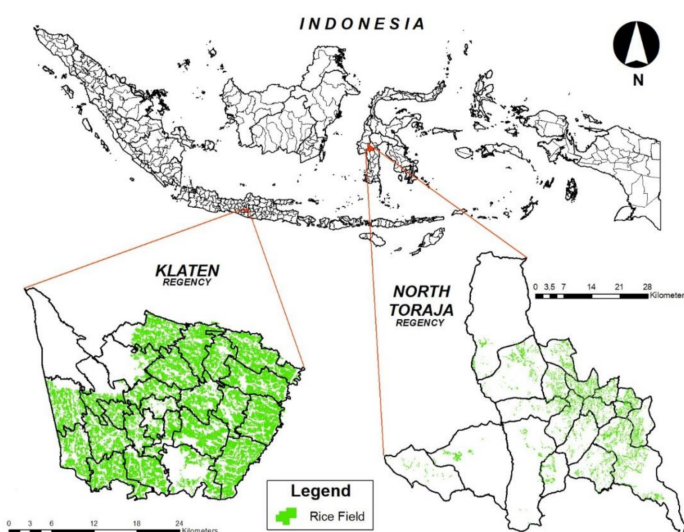 INDONESIA
N
KLATEN
REGENCY
NORTH
TORAJA
REGENCY
0 3.5 7 14 21 28
Kilometers
0 3 6 12 18 24
Kilometers
Legend
Rice Field